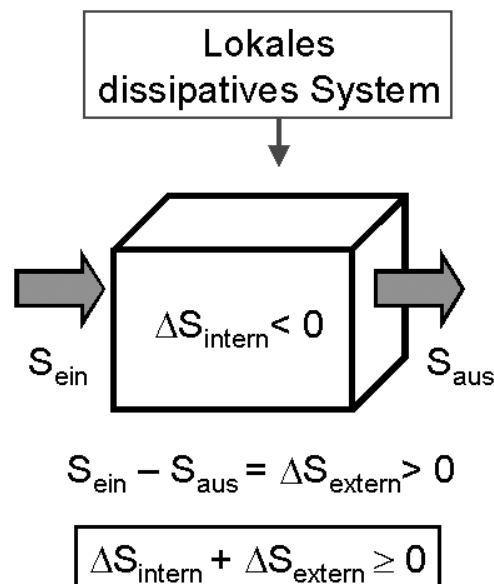 Lokales
dissipatives System
ΔS_intern < 0
S_ein
S_aus
S_ein – S_aus = ΔS_extern > 0
ΔS_intern + ΔS_extern ≥ 0